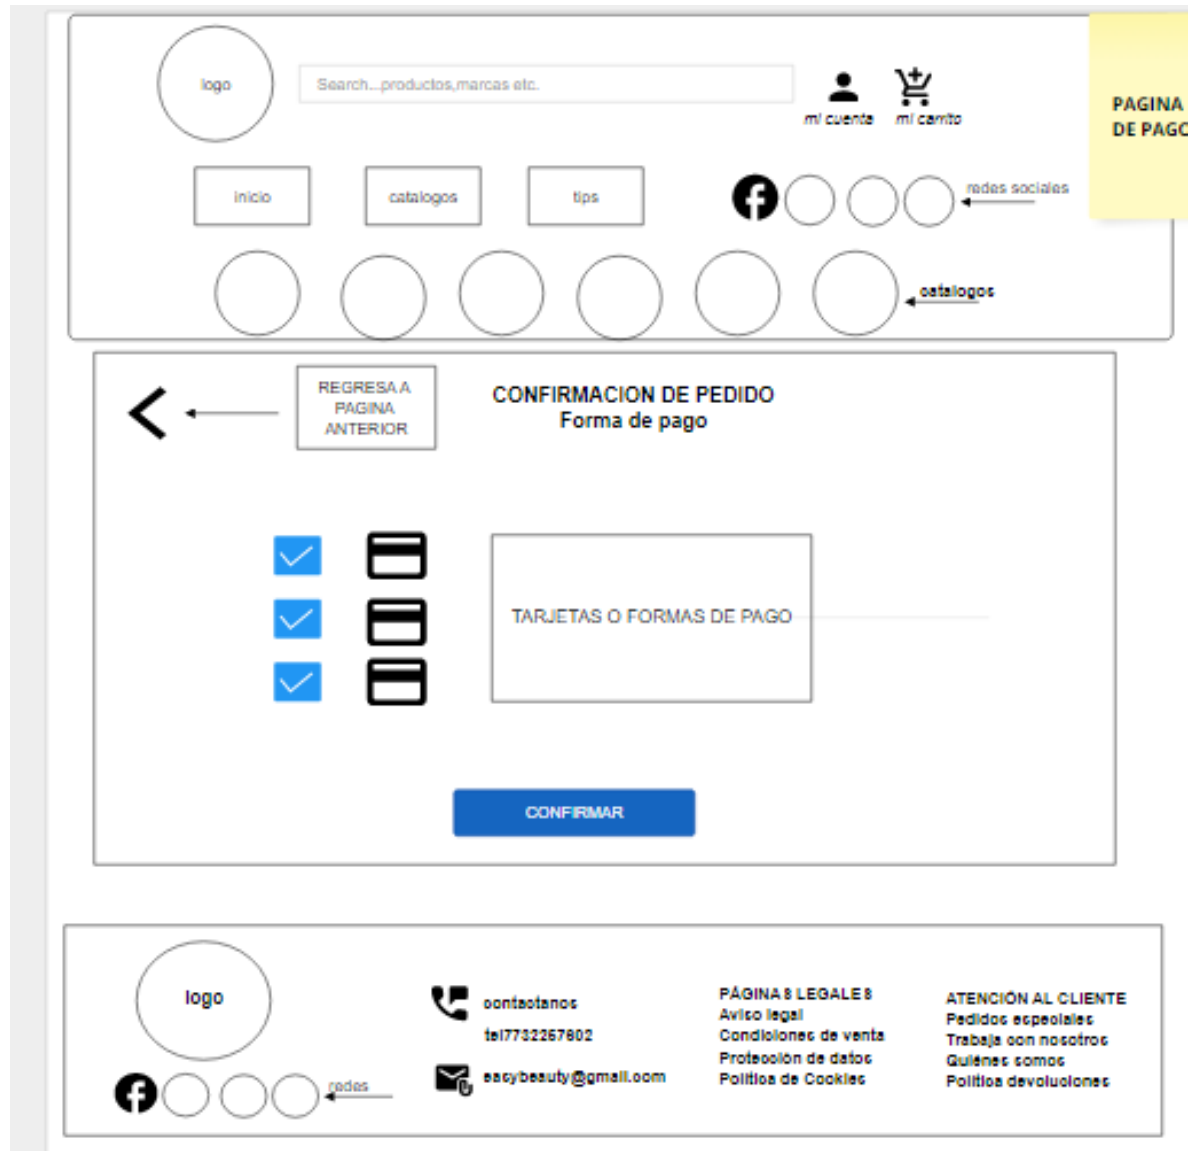 logo
Search...productos,marcas etc.
mi cuenta
mi carrito
PAGINA
DE PAGO
inicio
catalogos
tips
redes sociales
catalogos
REGRESA A
PAGINA
ANTERIOR
CONFIRMACION DE PEDIDO
Forma de pago
TARJETAS O FORMAS DE PAGO
CONFIRMAR
logo
redes
contactanos
tel7732257602
easybeauty@gmail.com
PÁGINAS LEGALES
Aviso legal
Condiciones de venta
Protección de datos
Política de Cookies
ATENCIÓN AL CLIENTE
Pedidos especiales
Trabaja con nosotros
Quiénes somos
Política devoluciones